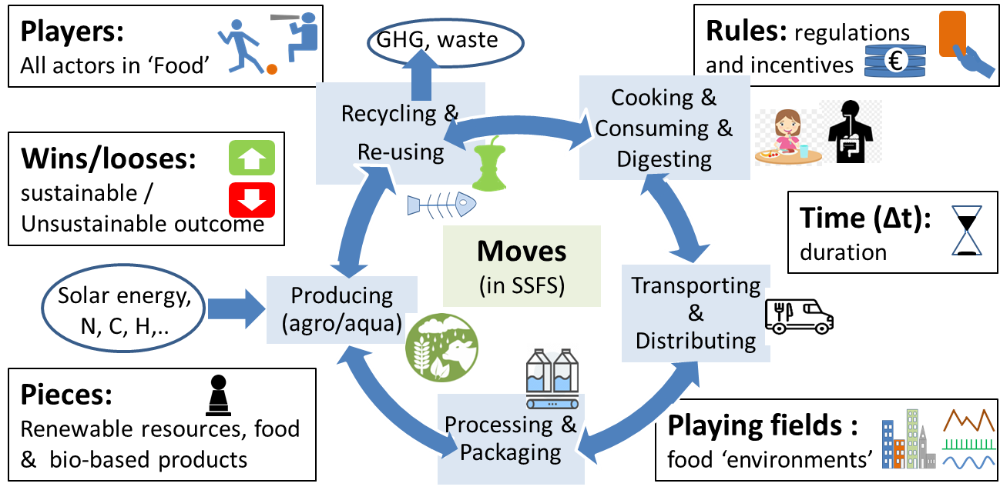 Players:
All actors in ‘Food’
GHG, waste
Rules: regulations
and incentives
€
Recycling &
Re-using
Cooking &
Consuming &
Digesting
Wins/looses:
sustainable /
Unsustainable outcome
Time (Δt):
duration
Moves
(in SSFS)
Solar energy,
N, C, H,..
Producing
(agro/aqua)
Transporting
&
Distributing
Pieces:
Renewable resources, food
& bio-based products
Processing &
Packaging
Playing fields :
food ‘environments’